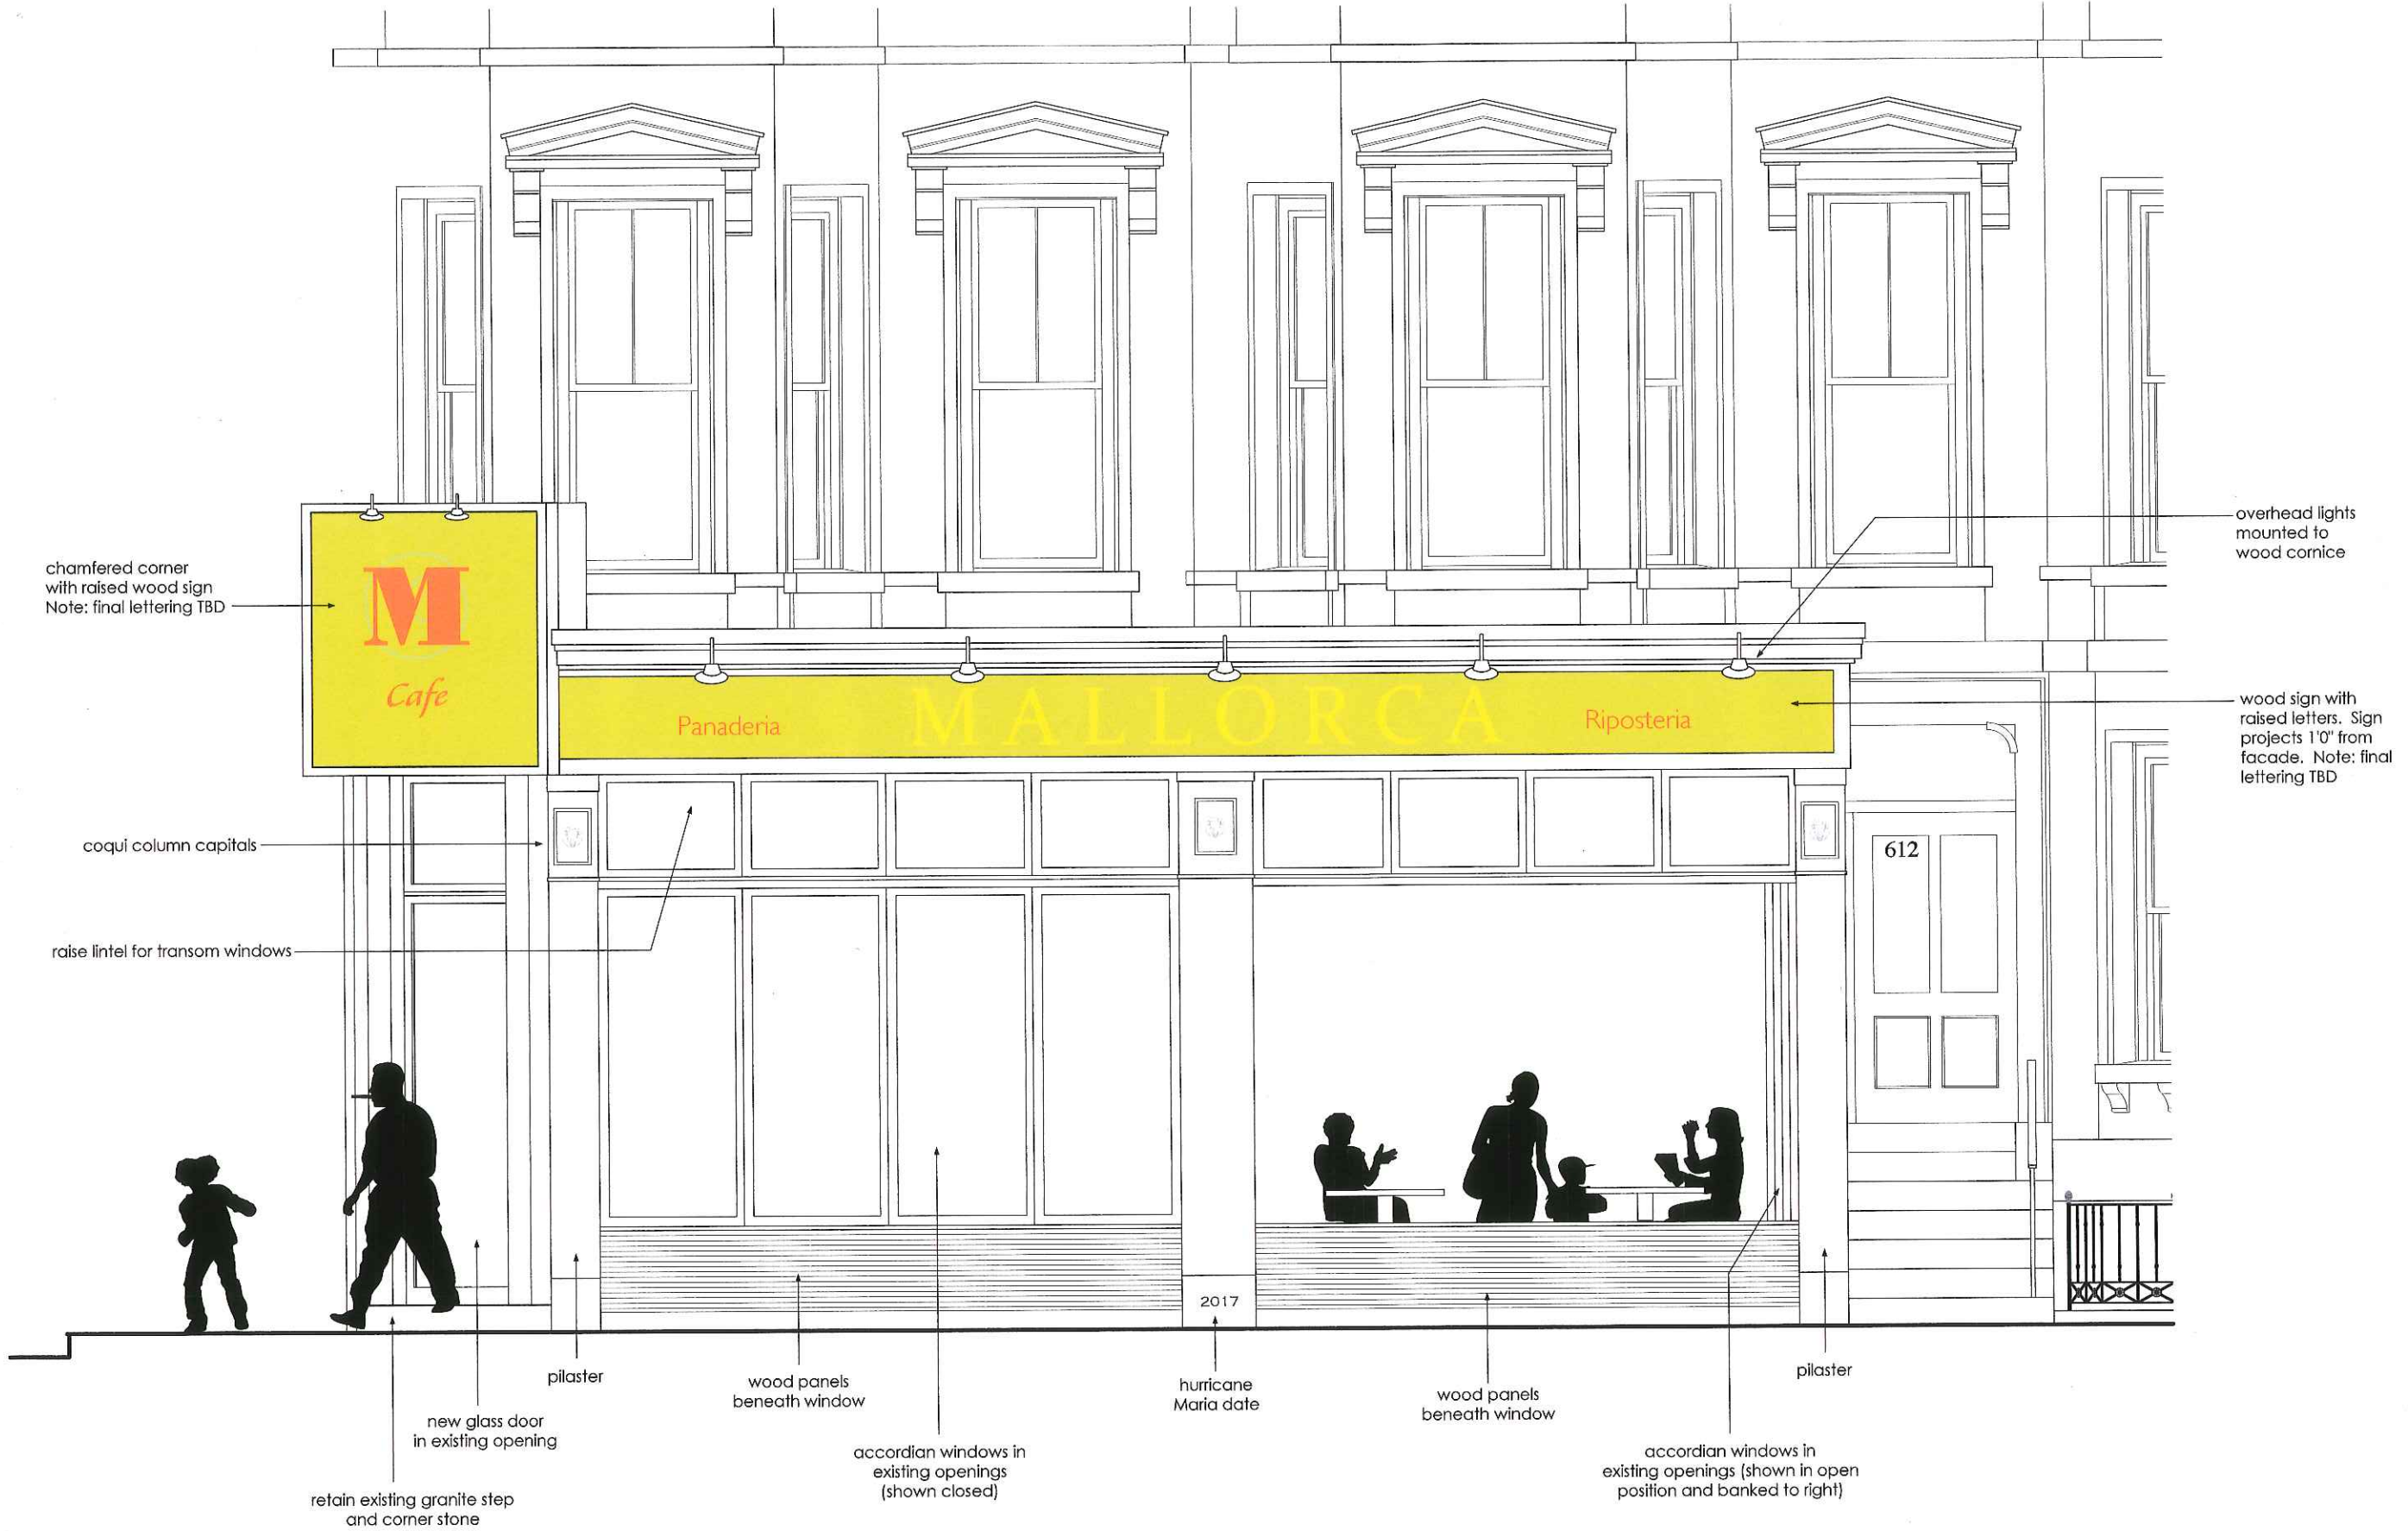 overhead lights
mounted to
wood cornice
chamfered corner
with raised wood sign
Note: final lettering TBD
M
Cafe
Panaderia
MALLORCA
Riposteria
wood sign with
raised letters. Sign
projects 1'0" from
facade. Note: final
lettering TBD
coqui column capitals
612
raise lintel for transom windows
2017
pilaster
wood panels
beneath window
hurricane
Maria date
wood panels
beneath window
pilaster
new glass door
in existing opening
accordian windows in
existing openings
(shown closed)
accordian windows in
existing openings (shown in open
position and banked to right)
retain existing granite step
and corner stone